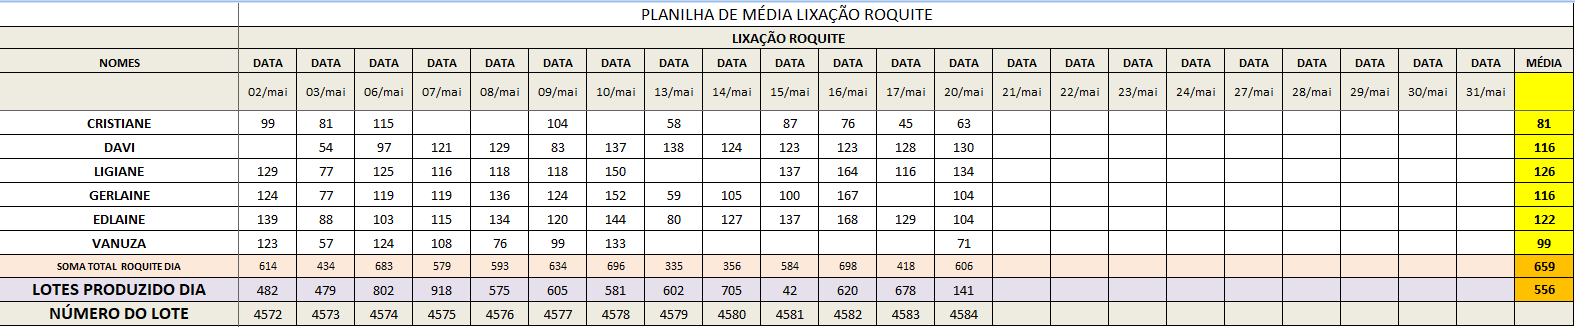 PLANILHA DE MÉDIA LIXAÇÃO ROQUITE
LIXAÇÃO ROQUITE
NOMES DATA DATA DATA DATA DATA DATA DATA DATA DATA DATA DATA DATA DATA DATA DATA DATA DATA DATA DATA DATA DATA DATA MÉDIA
02/mai 03/mai 06/mai 07/mai 08/mai 09/mai 10/mai 13/mai 14/mai 15/mai 16/mai 17/mai 20/mai 21/mai 22/mai 23/mai 24/mai 27/mai 28/mai 29/mai 30/mai 31/mai
CRISTIANE 99 81 115 104 58 87 76 45 63 81
DAVI 54 97 121 129 83 137 138 124 123 123 128 130 116
LIGIANE 129 77 125 116 118 118 150 137 164 116 134 126
GERLAINE 124 77 119 119 136 124 152 59 105 100 167 104 116
EDLAINE 139 88 103 115 134 120 144 80 127 137 168 129 104 122
VANUZA 123 57 124 108 76 99 133 71 99
SOMA TOTAL ROQUITE DIA 614 434 683 579 593 634 696 335 356 584 698 418 606 659
LOTES PRODUZIDO DIA 482 479 802 918 575 605 581 602 705 42 620 678 141 556
NÚMERO DO LOTE 4572 4573 4574 4575 4576 4577 4578 4579 4580 4581 4582 4583 4584